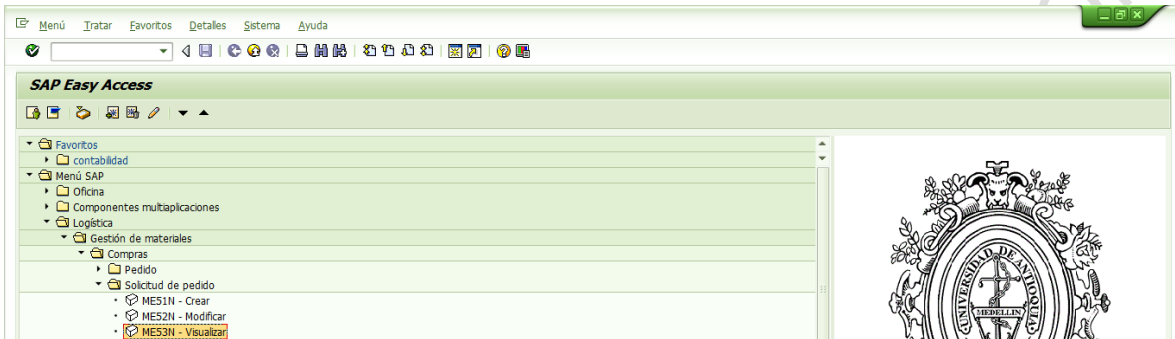 Menú Tratar Favoritos Detalles Sistema Ayuda
SAP Easy Access
Favoritos
contabilidad
Menú SAP
Oficina
Componentes multiaplicaciones
Logística
Gestión de materiales
Compras
Pedido
Solicitud de pedido
ME51N - Crear
ME52N - Modificar
ME53N - Visualizar
UNIVERSIDAD DE ANTIOQUIA
MEDELLIN